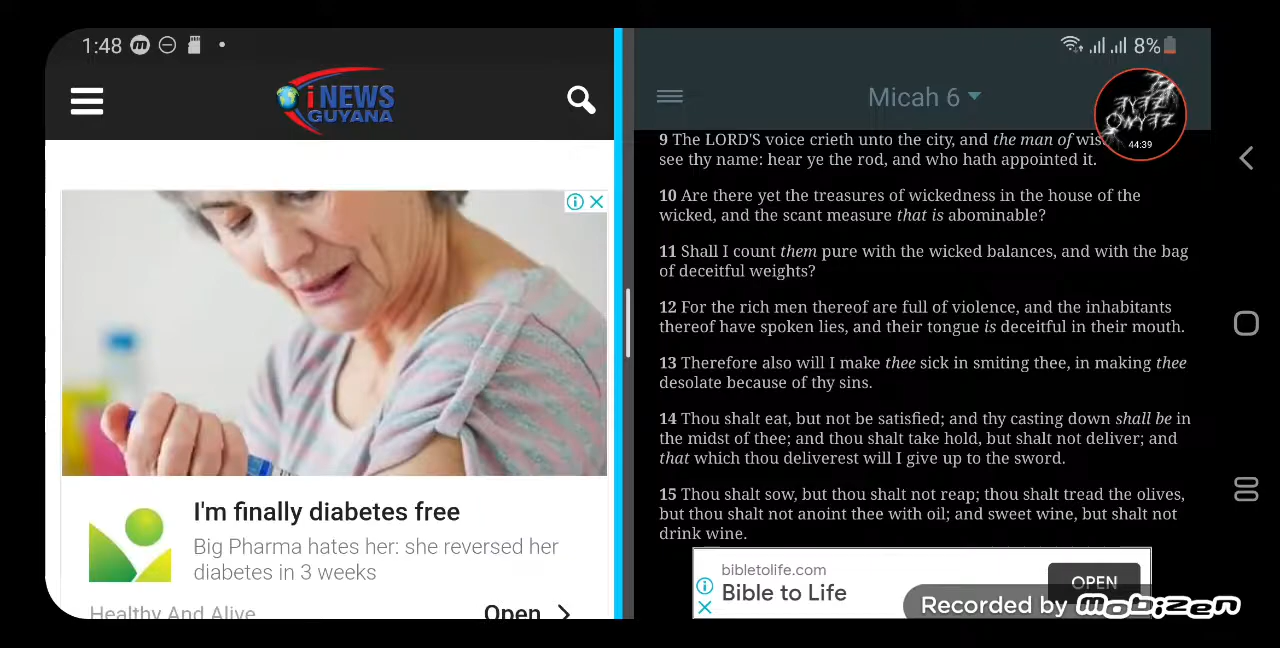 1:48
i NEWS
GUYANA
I'm finally diabetes free
Big Pharma hates her: she reversed her
diabetes in 3 weeks
Healthy And Alive
Open
8%
Micah 6
44:39
9 The LORD'S voice crieth unto the city, and the man of wis
see thy name: hear ye the rod, and who hath appointed it.
10 Are there yet the treasures of wickedness in the house of the
wicked, and the scant measure that is abominable?
11 Shall I count them pure with the wicked balances, and with the bag
of deceitful weights?
12 For the rich men thereof are full of violence, and the inhabitants
thereof have spoken lies, and their tongue is deceitful in their mouth.
13 Therefore also will I make thee sick in smiting thee, in making thee
desolate because of thy sins.
14 Thou shalt eat, but not be satisfied; and thy casting down shall be in
the midst of thee; and thou shalt take hold, but shalt not deliver; and
that which thou deliverest will I give up to the sword.
15 Thou shalt sow, but thou shalt not reap; thou shalt tread the olives,
but thou shalt not anoint thee with oil; and sweet wine, but shalt not
drink wine.
bibletolife.com
Bible to Life
OPEN
Recorded by mobizen